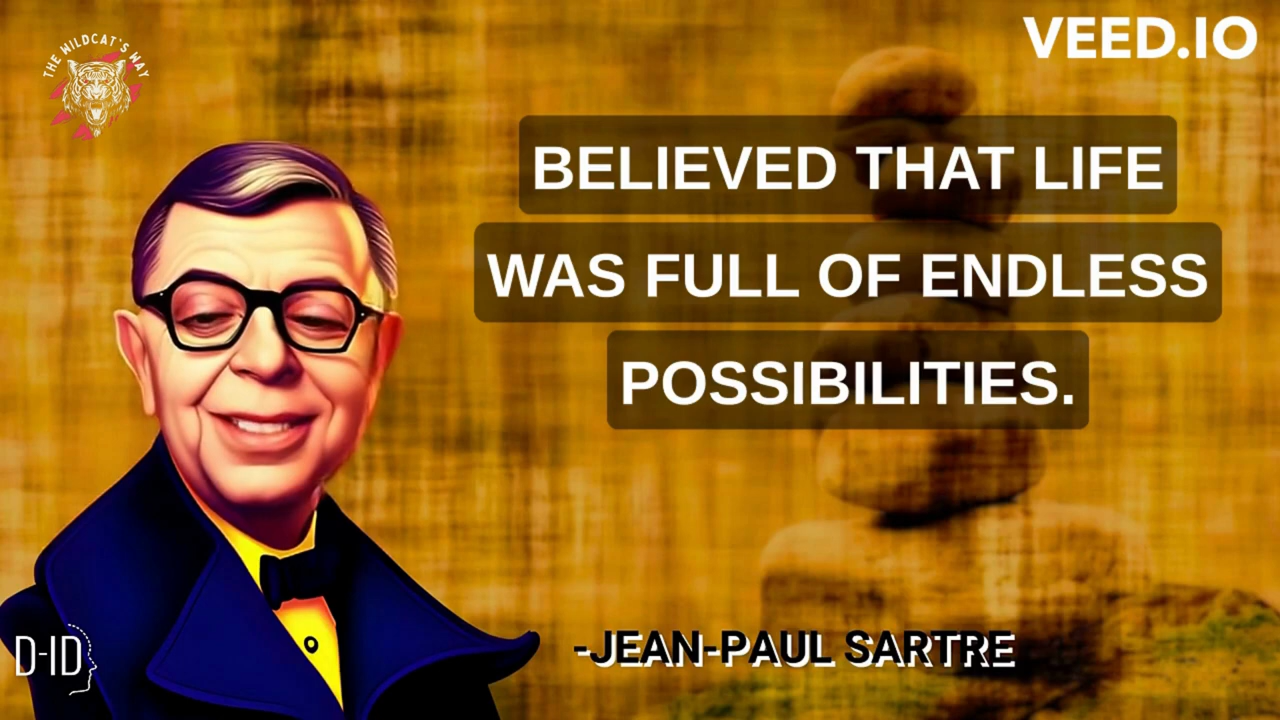 THE WILDCAT'S WAY
VEED.IO
BELIEVED THAT LIFE
WAS FULL OF ENDLESS
POSSIBILITIES.
-JEAN-PAUL SARTRE
D-ID